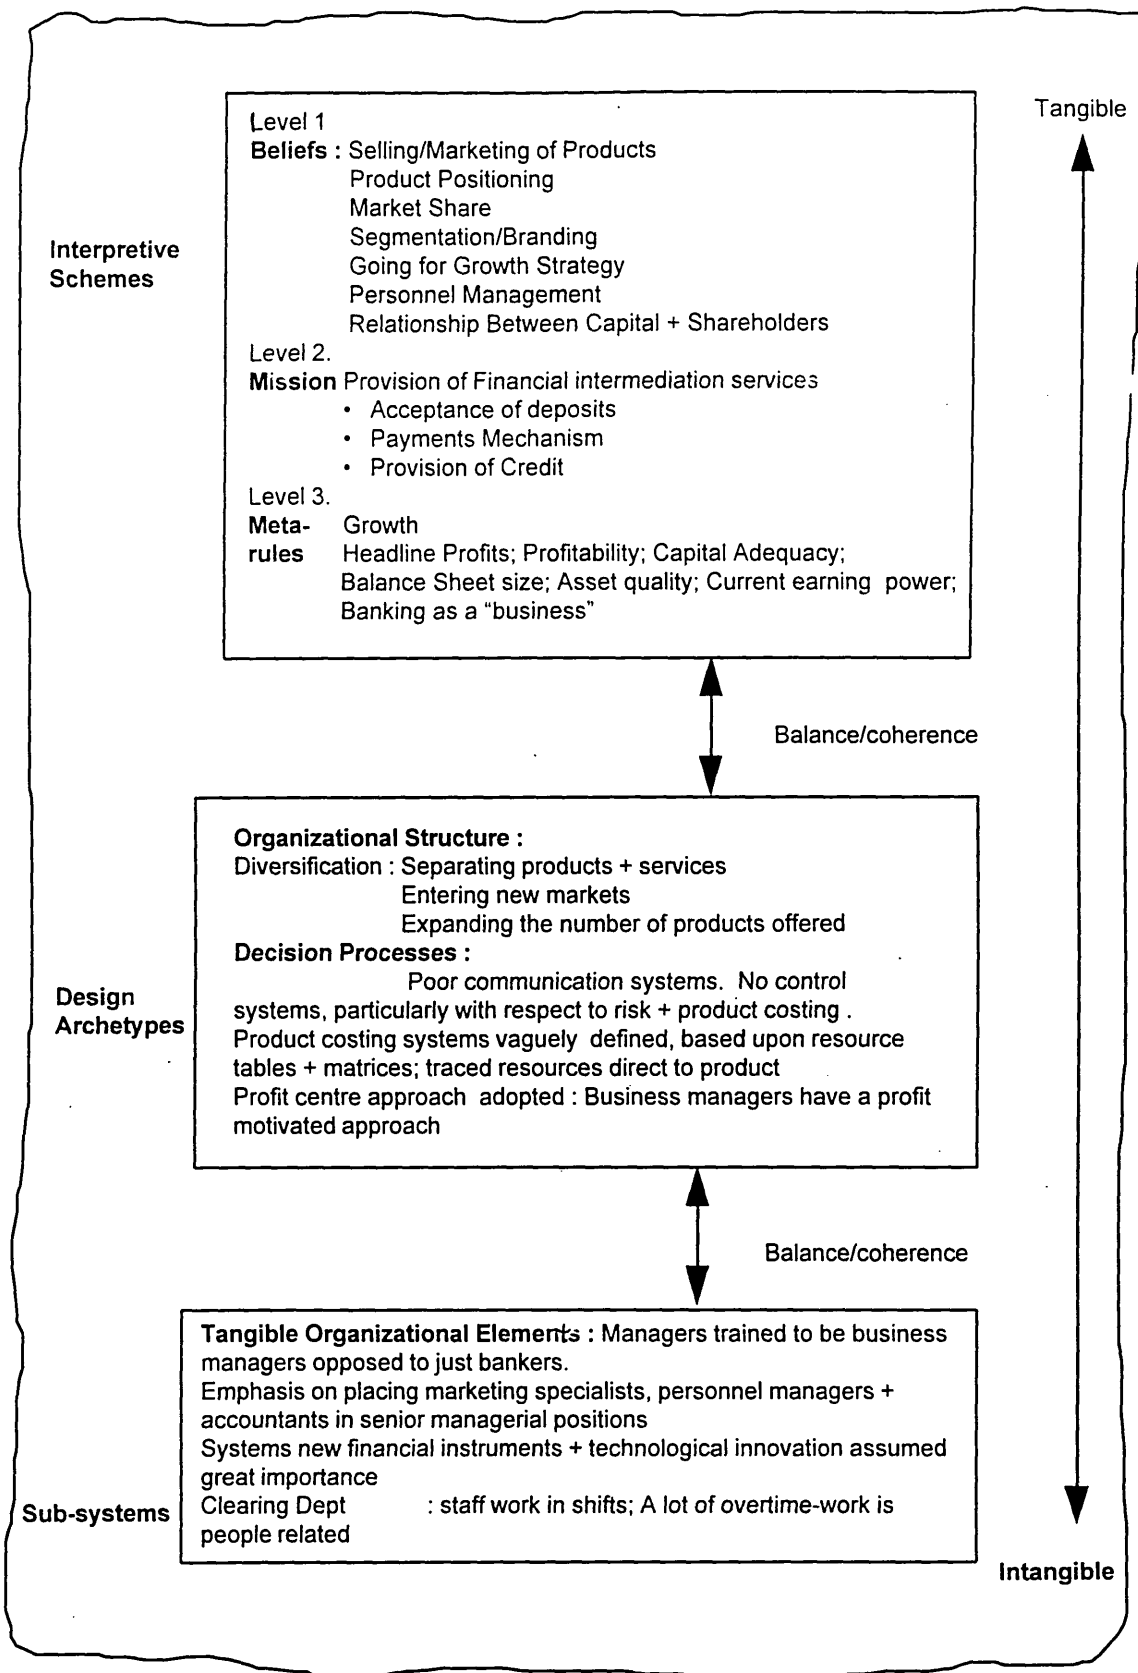 Tangible
Level 1
Beliefs : Selling/Marketing of Products
Product Positioning
Market Share
Segmentation/Branding
Going for Growth Strategy
Personnel Management
Relationship Between Capital + Shareholders
Interpretive
Schemes
Level 2.
Mission Provision of Financial intermediation services
• Acceptance of deposits
• Payments Mechanism
• Provision of Credit
Level 3.
Meta- Growth
rules Headline Profits; Profitability; Capital Adequacy;
Balance Sheet size; Asset quality; Current earning power;
Banking as a “business”
Balance/coherence
Organizational Structure :
Diversification : Separating products + services
Entering new markets
Expanding the number of products offered
Decision Processes :
Poor communication systems. No control
systems, particularly with respect to risk + product costing .
Product costing systems vaguely defined, based upon resource
tables + matrices; traced resources direct to product
Profit centre approach adopted : Business managers have a profit
motivated approach
Design
Archetypes
Balance/coherence
Tangible Organizational Elements : Managers trained to be business
managers opposed to just bankers.
Emphasis on placing marketing specialists, personnel managers +
accountants in senior managerial positions
Systems new financial instruments + technological innovation assumed
great importance
Clearing Dept : staff work in shifts; A lot of overtime-work is
people related
Sub-systems
Intangible